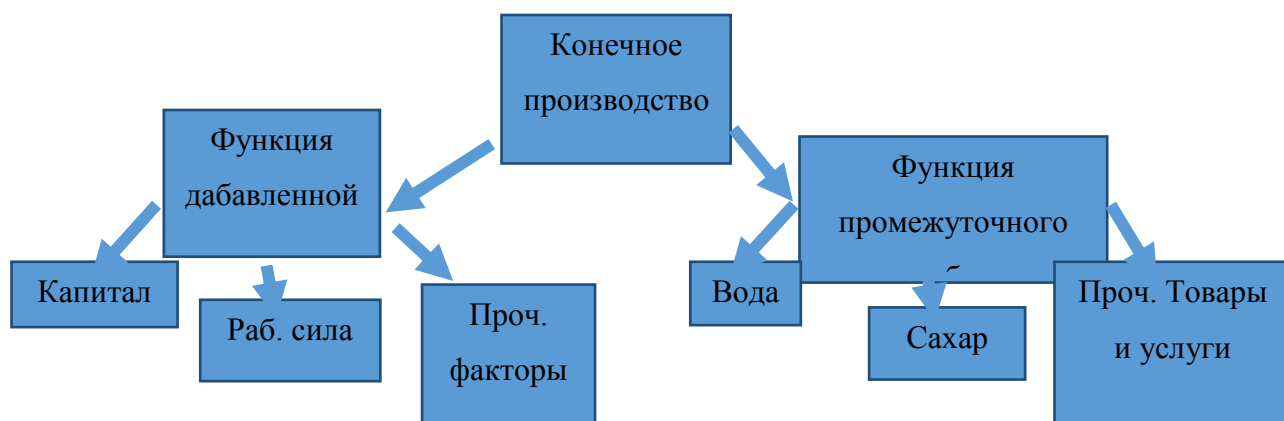 Конечное
производство
Функция
дабавленной
Функция
промежуточного
Капитал
Раб. сила
Проч.
факторы
Вода
Сахар
Проч. Товары
и услуги